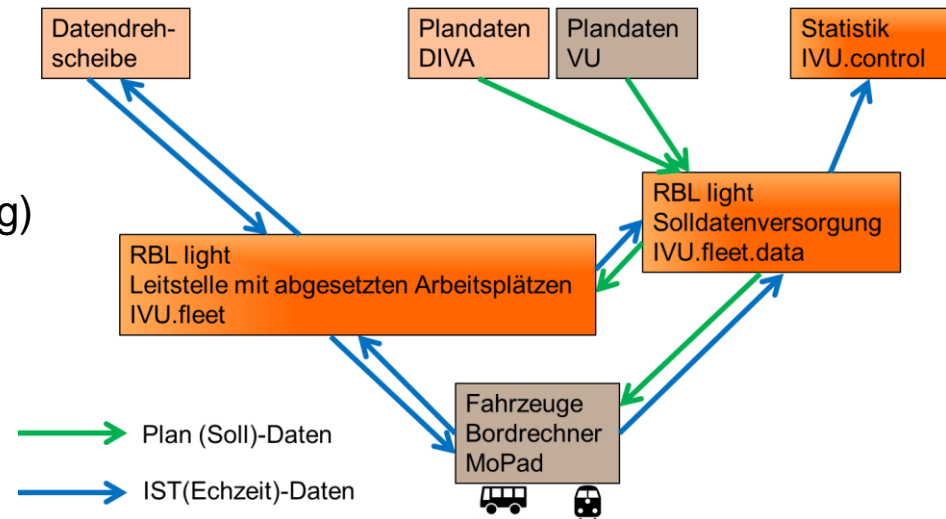 Datendreh-
scheibe
Plandaten
DIVA
Plandaten
VU
Statistik
IVU.control
g)
RBL light
Solldatenversorgung
IVU.fleet.data
RBL light
Leitstelle mit abgesetzten Arbeitsplätzen
IVU.fleet
Fahrzeuge
Bordrechner
MoPad
Plan (Soll)-Daten
IST(Echzeit)-Daten